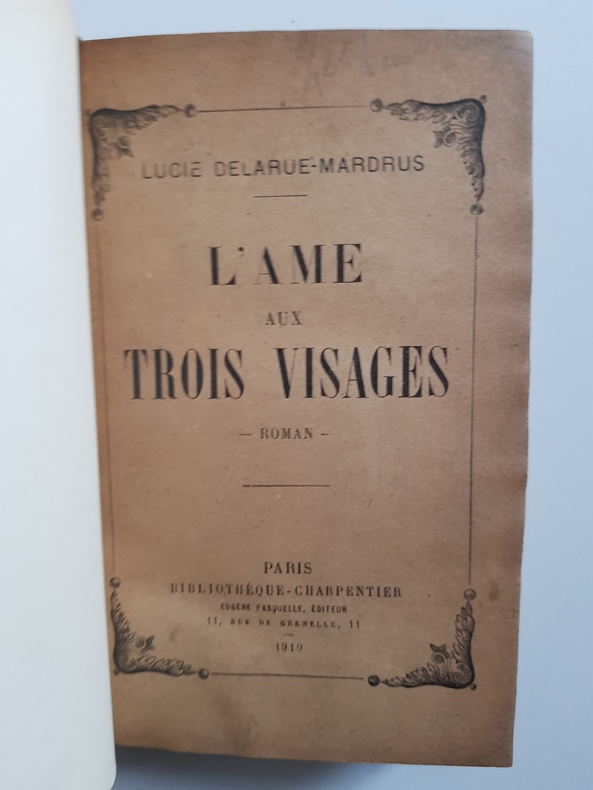 LUCIE DELARUE-MARDRUS
L'AME
AUX
TROIS VISAGES
— ROMAN —
PARIS
BIBLIOTHÈQUE-CHARPENTIER
EUGÈNE FASQUELLE, ÉDITEUR
11, RUE DE GRENELLE, 11
1919